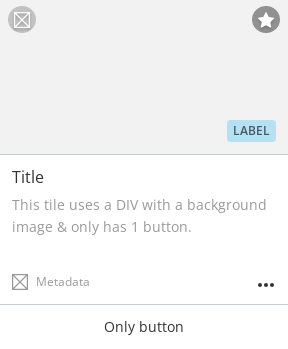 LABEL
Title
This tile uses a DIV with a background
image & only has 1 button.
Metadata
Only button